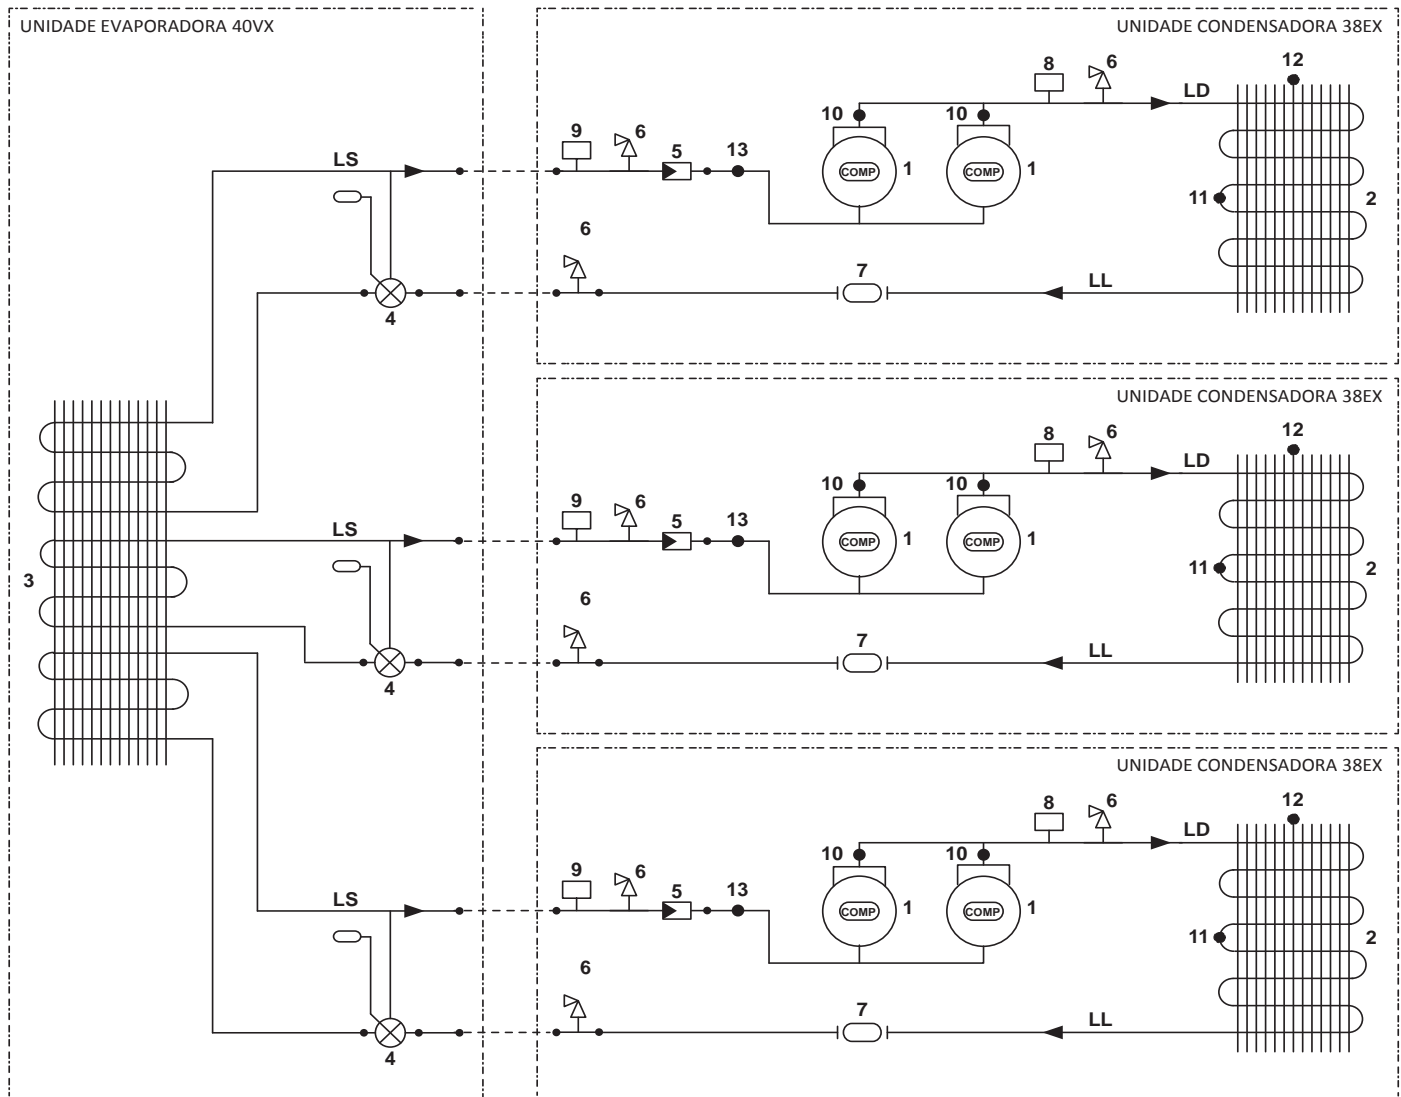 UNIDADE EVAPORADORA 40VX
UNIDADE CONDENSADORA 38EX
8 6 12
LD
9 6 10 10
LS 5 13
COMP 1 COMP 1
11 2
6
7
LL
4
UNIDADE CONDENSADORA 38EX
8 6 12
LD
9 6 10 10
LS 5 13
COMP 1 COMP 1
3 11 2
6
7
LL
4
UNIDADE CONDENSADORA 38EX
8 6 12
LD
9 6 10 10
LS 5 13
COMP 1 COMP 1
11 2
6
7
LL
4